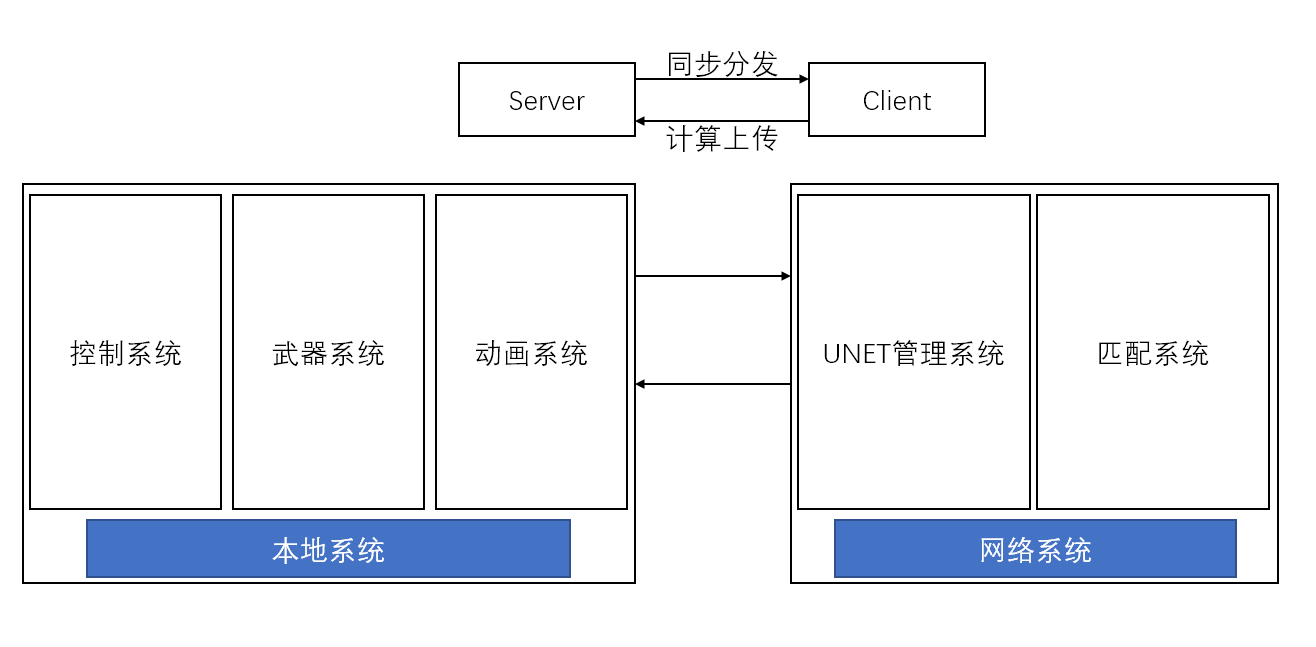 同步分发
Server
Client
计算上传
控制系统
武器系统
动画系统
UNET管理系统
匹配系统
本地系统
网络系统